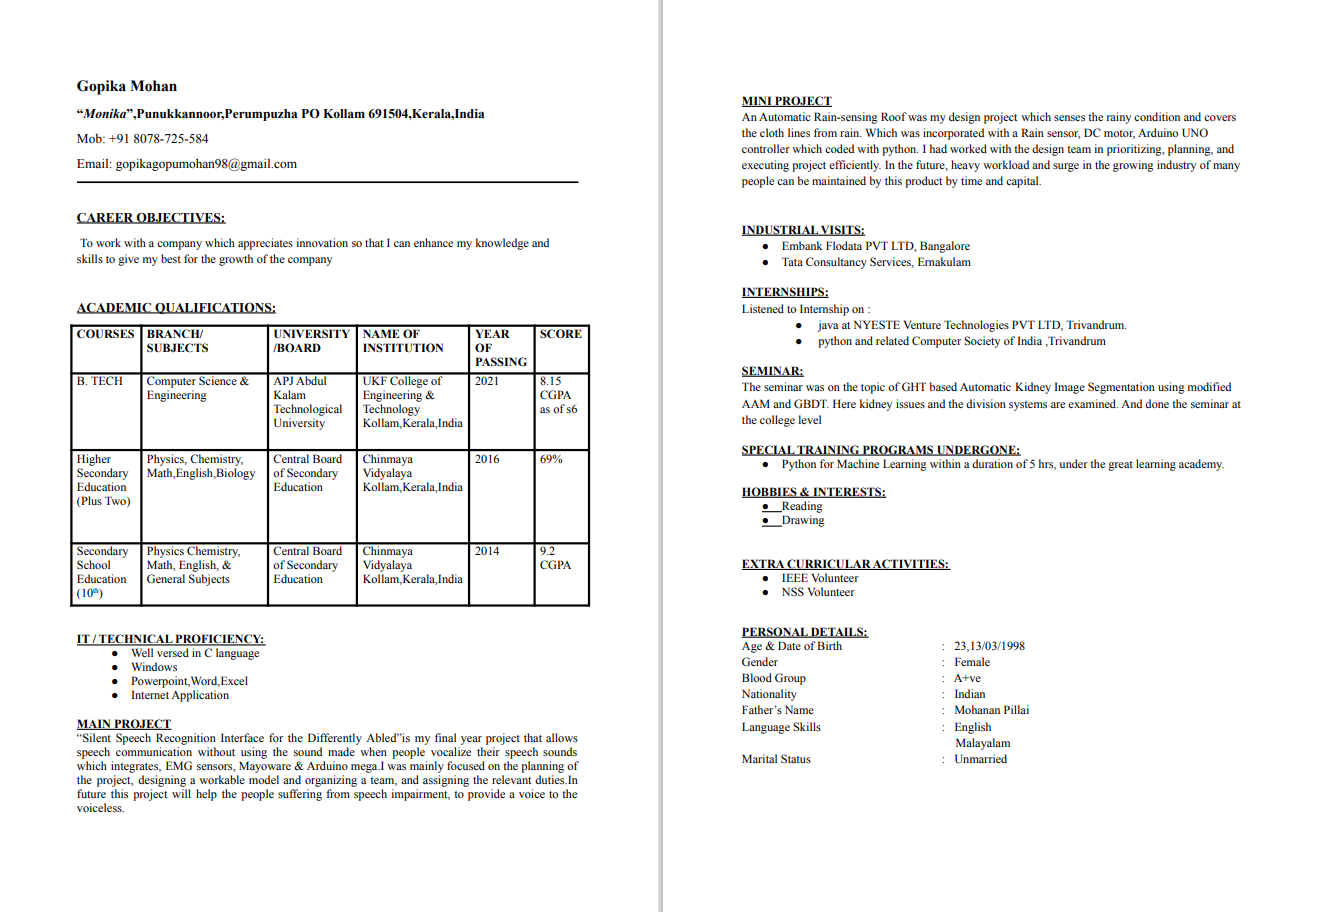 Gopika Mohan
“Monika”,Punukkannoor,Perumpuzha PO Kollam 691504,Kerala,India
Mob: +91 8078-725-584
Email: gopikagopumohan98@gmail.com
CAREER OBJECTIVES:
To work with a company which appreciates innovation so that I can enhance my knowledge and
skills to give my best for the growth of the company
ACADEMIC QUALIFICATIONS:
COURSES BRANCH/ UNIVERSITY NAME OF YEAR SCORE
SUBJECTS /BOARD INSTITUTION OF
PASSING
B. TECH Computer Science & APJ Abdul UKF College of 2021 8.15
Engineering Kalam Engineering & CGPA
Technological Technology as of s6
University Kollam,Kerala,India
Higher Physics, Chemistry, Central Board Chinmaya 2016 69%
Secondary Math,English,Biology of Secondary Vidyalaya
Education Education Kollam,Kerala,India
(Plus Two)
Secondary Physics Chemistry, Central Board Chinmaya 2014 9.2
School Math, English, & of Secondary Vidyalaya CGPA
Education General Subjects Education Kollam,Kerala,India
(10th)
IT / TECHNICAL PROFICIENCY:
● Well versed in C language
● Windows
● Powerpoint,Word,Excel
● Internet Application
MAIN PROJECT
“Silent Speech Recognition Interface for the Differently Abled”is my final year project that allows
speech communication without using the sound made when people vocalize their speech sounds
which integrates, EMG sensors, Mayoware & Arduino mega.I was mainly focused on the planning of
the project, designing a workable model and organizing a team, and assigning the relevant duties.In
future this project will help the people suffering from speech impairment, to provide a voice to the
voiceless.
MINI PROJECT
An Automatic Rain-sensing Roof was my design project which senses the rainy condition and covers
the cloth lines from rain. Which was incorporated with a Rain sensor, DC motor, Arduino UNO
controller which coded with python. I had worked with the design team in prioritizing, planning, and
executing project efficiently. In the future, heavy workload and surge in the growing industry of many
people can be maintained by this product by time and capital.
INDUSTRIAL VISITS:
● Embank Flodata PVT LTD, Bangalore
● Tata Consultancy Services, Ernakulam
INTERNSHIPS:
Listened to Internship on :
● java at NYESTE Venture Technologies PVT LTD, Trivandrum.
● python and related Computer Society of India ,Trivandrum
SEMINAR:
The seminar was on the topic of GHT based Automatic Kidney Image Segmentation using modified
AAM and GBDT. Here kidney issues and the division systems are examined. And done the seminar at
the college level
SPECIAL TRAINING PROGRAMS UNDERGONE:
● Python for Machine Learning within a duration of 5 hrs, under the great learning academy.
HOBBIES & INTERESTS:
● Reading
● Drawing
EXTRA CURRICULAR ACTIVITIES:
● IEEE Volunteer
● NSS Volunteer
PERSONAL DETAILS:
Age & Date of Birth : 23,13/03/1998
Gender : Female
Blood Group : A+ve
Nationality : Indian
Father’s Name : Mohanan Pillai
Language Skills : English
Malayalam
Marital Status : Unmarried